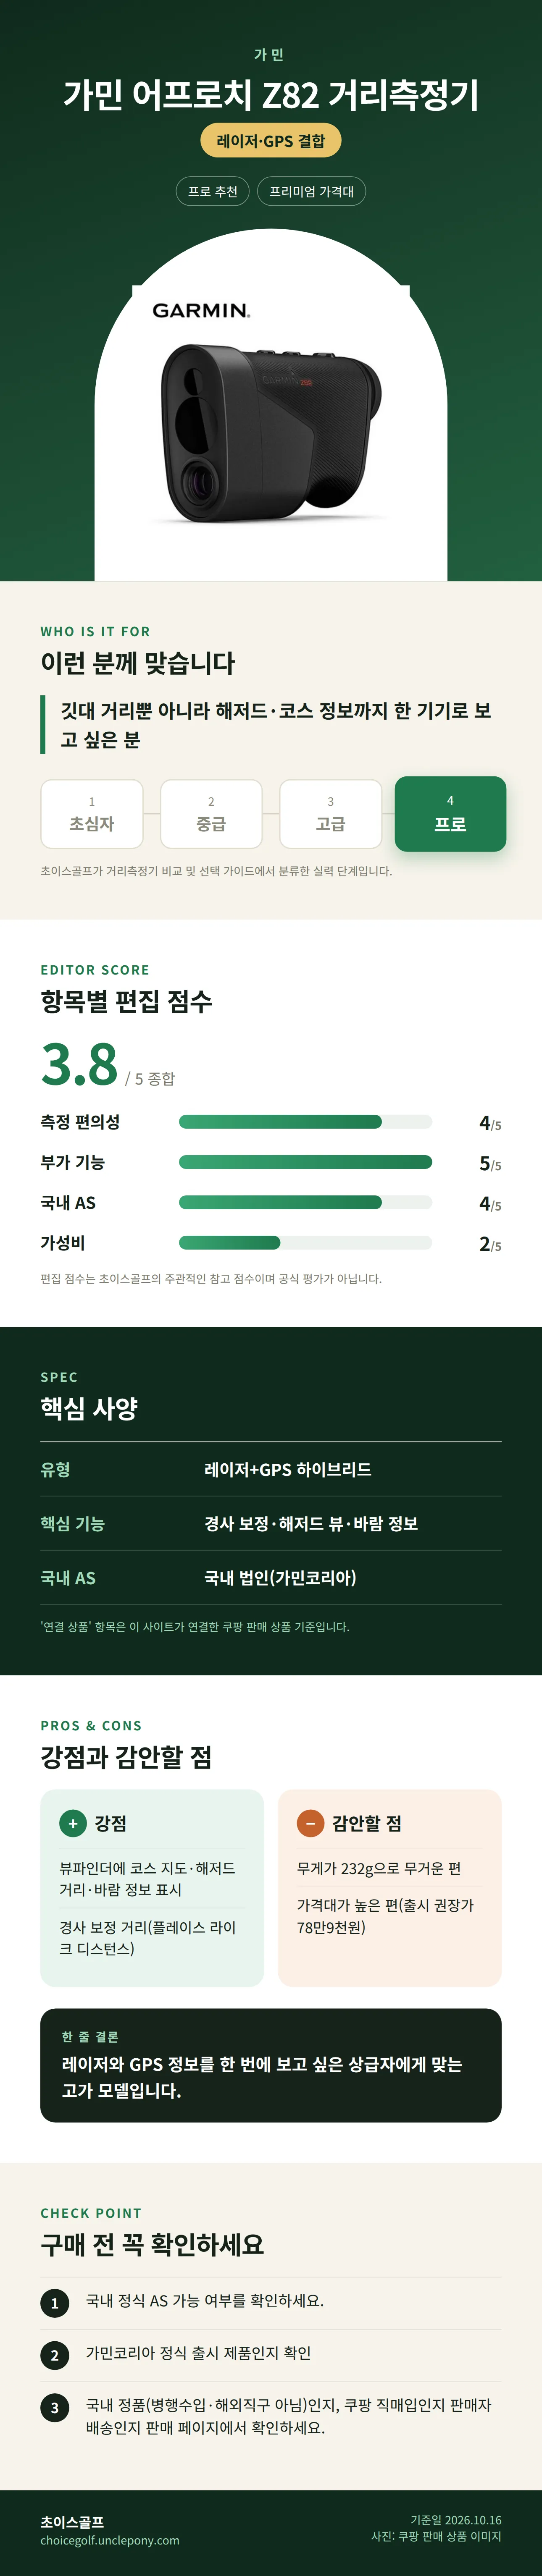 가민
가민 어프로치 Z82 거리측정기
레이저·GPS 결합
프로 추천
프리미엄 가격대
GARMIN.
GARMIN Z82
WHO IS IT FOR
이런 분께 맞습니다
깃대 거리뿐 아니라 해저드·코스 정보까지 한 기기로 보
고 싶은 분
1
초심자
2
중급
3
고급
4
프로
초이스골프가 거리측정기 비교 및 선택 가이드에서 분류한 실력 단계입니다.
EDITOR SCORE
항목별 편집 점수
3.8 / 5 종합
측정 편의성 4/5
부가 기능 5/5
국내 AS 4/5
가성비 2/5
편집 점수는 초이스골프의 주관적인 참고 점수이며 공식 평가가 아닙니다.
SPEC
핵심 사양
유형 레이저+GPS 하이브리드
핵심 기능 경사 보정·해저드 뷰·바람 정보
국내 AS 국내 법인(가민코리아)
'연결 상품' 항목은 이 사이트가 연결한 쿠팡 판매 상품 기준입니다.
PROS & CONS
강점과 감안할 점
+ 강점
뷰파인더에 코스 지도·해저드
거리·바람 정보 표시
경사 보정 거리(플레이스 라이
크 디스턴스)
− 감안할 점
무게가 232g으로 무거운 편
가격대가 높은 편(출시 권장가
78만9천원)
한 줄 결론
레이저와 GPS 정보를 한 번에 보고 싶은 상급자에게 맞는
고가 모델입니다.
CHECK POINT
구매 전 꼭 확인하세요
1 국내 정식 AS 가능 여부를 확인하세요.
2 가민코리아 정식 출시 제품인지 확인
3 국내 정품(병행수입·해외직구 아님)인지, 쿠팡 직매입인지 판매자
배송인지 판매 페이지에서 확인하세요.
초이스골프
choicegolf.unclepony.com
기준일 2026.10.16
사진: 쿠팡 판매 상품 이미지